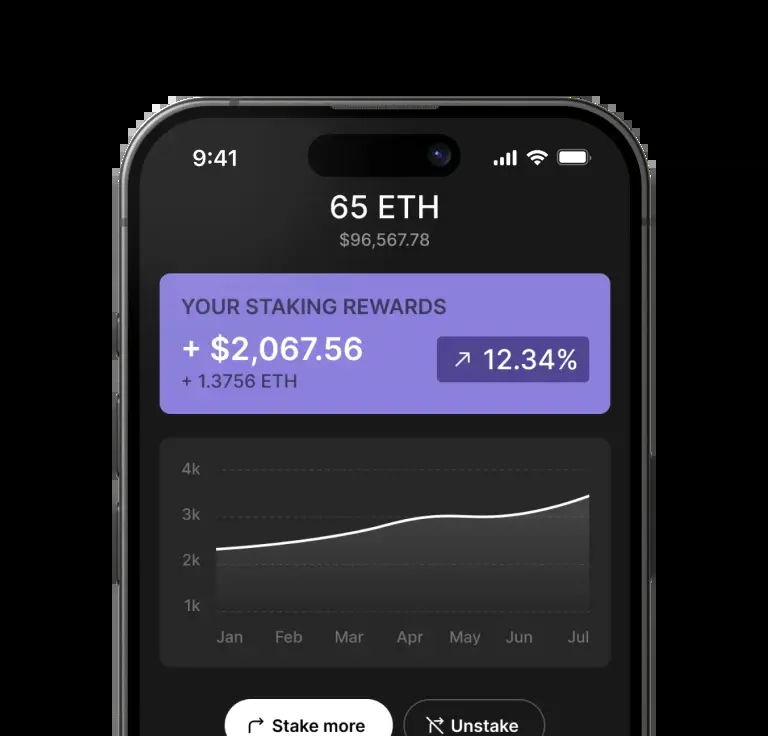 9:41
65 ETH
$96,567.78
YOUR STAKING REWARDS
+ $2,067.56
12.34%
+ 1.3756 ETH
4k
3k
2k
1k
Jan Feb Mar Apr May Jun Jul
Stake more Unstake